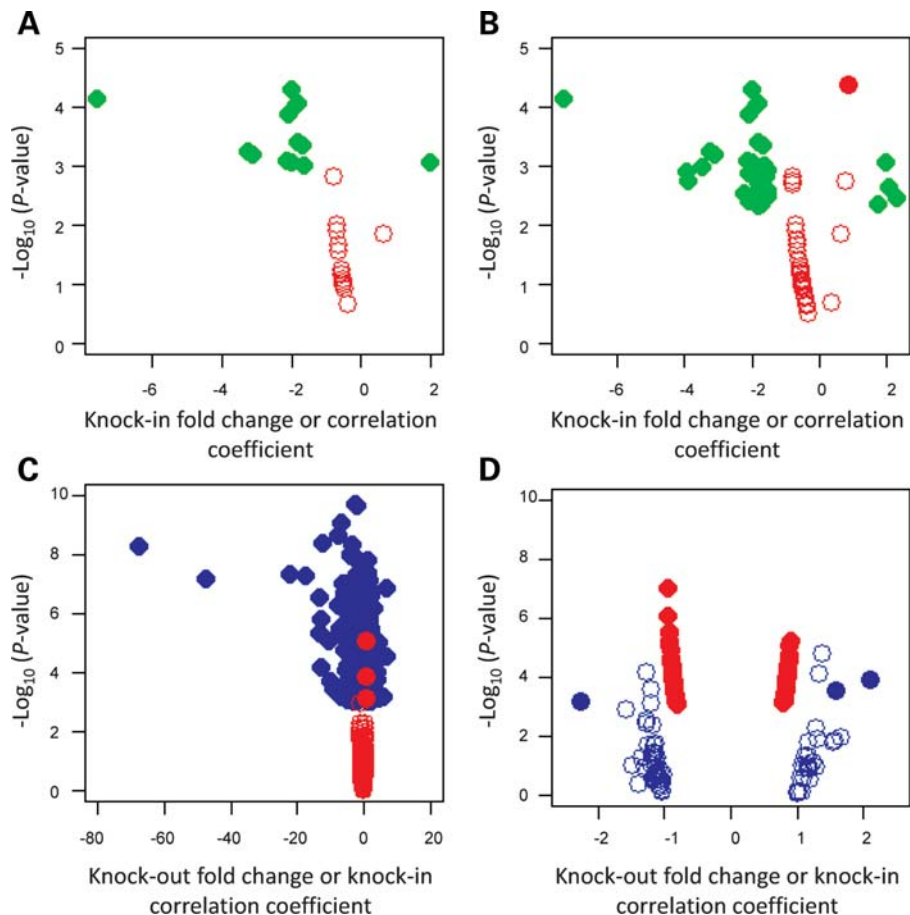 A
B
-Log10 (P-value)
5
4
3
2
1
0
-6
-4
-2
0
2
Knock-in fold change or correlation
coefficient
-Log10 (P-value)
5
4
3
2
1
0
-6
-4
-2
0
2
Knock-in fold change or correlation
coefficient
C
D
-Log10 (P-value)
10
8
6
4
2
0
-80
-60
-40
-20
0
20
Knock-out fold change or knock-in
correlation coefficient
-Log10 (P-value)
10
8
6
4
2
0
-2
-1
0
1
2
Knock-out fold change or knock-in
correlation coefficient